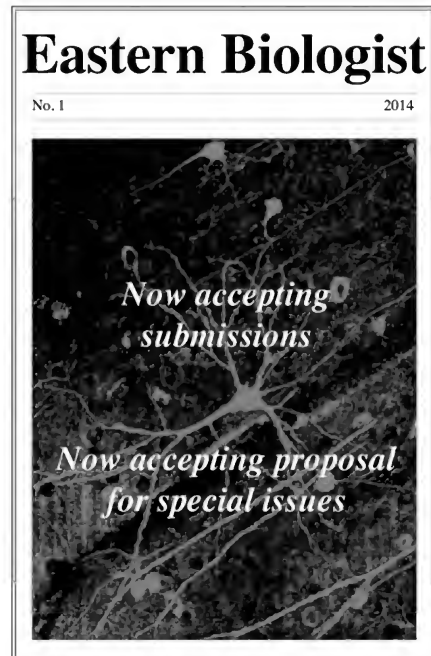 Eastern Biologist
No. 1 2014
Now accepting
submissions
Now accepting proposal
for special issues